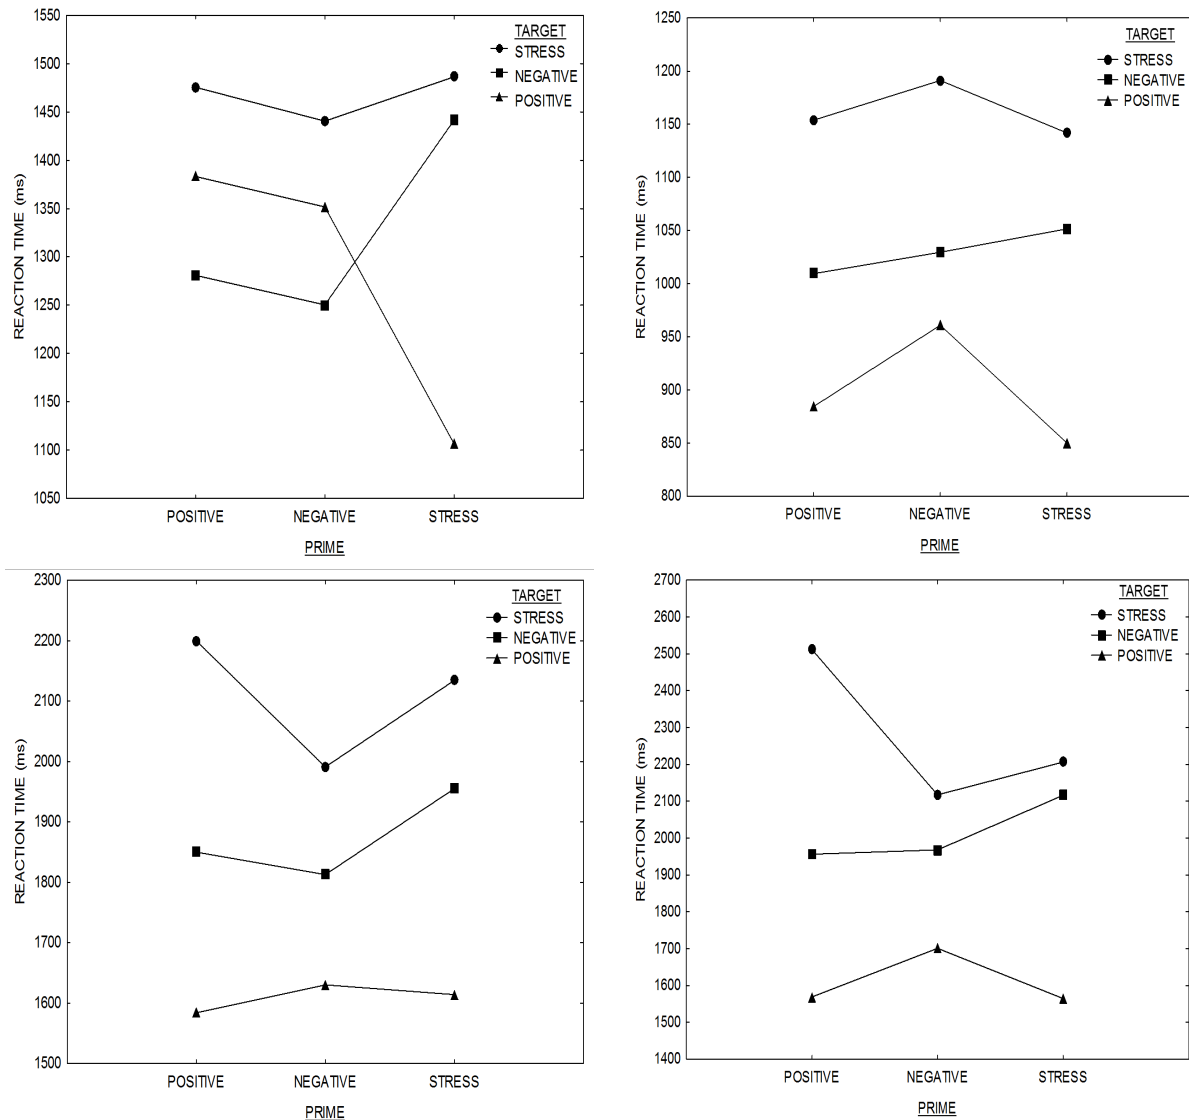 1550
1500
1450
1400
1350
1300
1250
1200
1150
1100
1050
REACTION TIME (ms)
TARGET
STRESS
NEGATIVE
POSITIVE
POSITIVE NEGATIVE STRESS
PRIME
1250
1200
1150
1100
1050
1000
950
900
850
800
REACTION TIME (ms)
TARGET
STRESS
NEGATIVE
POSITIVE
POSITIVE NEGATIVE STRESS
PRIME
2300
2200
2100
2000
1900
1800
1700
1600
1500
REACTION TIME (ms)
TARGET
STRESS
NEGATIVE
POSITIVE
POSITIVE NEGATIVE STRESS
PRIME
2700
2600
2500
2400
2300
2200
2100
2000
1900
1800
1700
1600
1500
1400
REACTION TIME (ms)
TARGET
STRESS
NEGATIVE
POSITIVE
POSITIVE NEGATIVE STRESS
PRIME